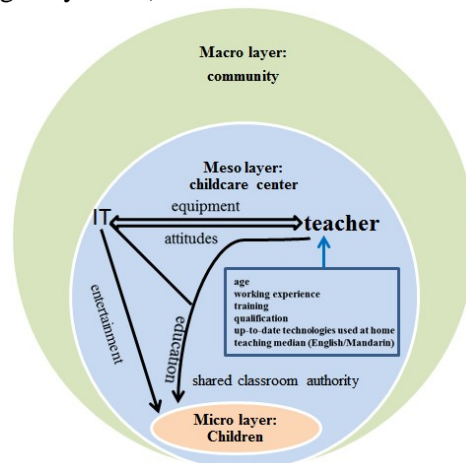 Macro layer:
community
Meso layer:
childcare center
equipment
IT
teacher
attitudes
entertainment
education
age
working experience
training
qualification
up-to-date technologies used at home
teaching median (English/Mandarin)
shared classroom authority
Micro layer:
Children